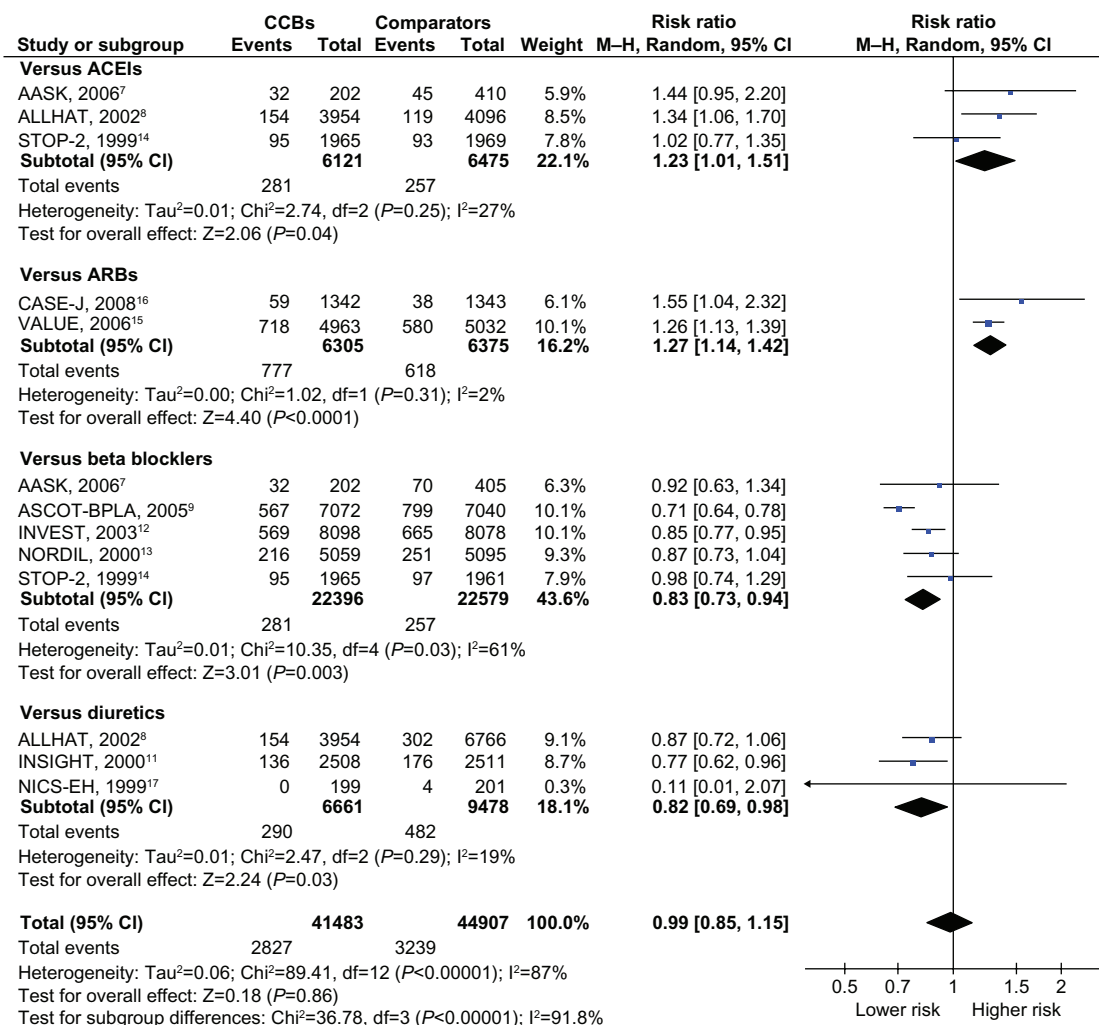 CCBs Comparators Risk ratio Risk ratio
Study or subgroup Events Total Events Total Weight M–H, Random, 95% CI M–H, Random, 95% CI
Versus ACEIs
AASK, 2006⁷ 32 202 45 410 5.9% 1.44 [0.95, 2.20]
ALLHAT, 2002⁸ 154 3954 119 4096 8.5% 1.34 [1.06, 1.70]
STOP-2, 1999¹⁴ 95 1965 93 1969 7.8% 1.02 [0.77, 1.35]
Subtotal (95% CI) 6121 6475 22.1% 1.23 [1.01, 1.51]
Total events 281 257
Heterogeneity: Tau²=0.01; Chi²=2.74, df=2 (P=0.25); I²=27%
Test for overall effect: Z=2.06 (P=0.04)
Versus ARBs
CASE-J, 2008¹⁶ 59 1342 38 1343 6.1% 1.55 [1.04, 2.32]
VALUE, 2006¹⁵ 718 4963 580 5032 10.1% 1.26 [1.13, 1.39]
Subtotal (95% CI) 6305 6375 16.2% 1.27 [1.14, 1.42]
Total events 777 618
Heterogeneity: Tau²=0.00; Chi²=1.02, df=1 (P=0.31); I²=2%
Test for overall effect: Z=4.40 (P<0.0001)
Versus beta blocklers
AASK, 2006⁷ 32 202 70 405 6.3% 0.92 [0.63, 1.34]
ASCOT-BPLA, 2005⁹ 567 7072 799 7040 10.1% 0.71 [0.64, 0.78]
INVEST, 2003¹² 569 8098 665 8078 10.1% 0.85 [0.77, 0.95]
NORDIL, 2000¹³ 216 5059 251 5095 9.3% 0.87 [0.73, 1.04]
STOP-2, 1999¹⁴ 95 1965 97 1961 7.9% 0.98 [0.74, 1.29]
Subtotal (95% CI) 22396 22579 43.6% 0.83 [0.73, 0.94]
Total events 281 257
Heterogeneity: Tau²=0.01; Chi²=10.35, df=4 (P=0.03); I²=61%
Test for overall effect: Z=3.01 (P=0.003)
Versus diuretics
ALLHAT, 2002⁸ 154 3954 302 6766 9.1% 0.87 [0.72, 1.06]
INSIGHT, 2000¹¹ 136 2508 176 2511 8.7% 0.77 [0.62, 0.96]
NICS-EH, 1999¹⁷ 0 199 4 201 0.3% 0.11 [0.01, 2.07]
Subtotal (95% CI) 6661 9478 18.1% 0.82 [0.69, 0.98]
Total events 290 482
Heterogeneity: Tau²=0.01; Chi²=2.47, df=2 (P=0.29); I²=19%
Test for overall effect: Z=2.24 (P=0.03)
Total (95% CI) 41483 44907 100.0% 0.99 [0.85, 1.15]
Total events 2827 3239
Heterogeneity: Tau²=0.06; Chi²=89.41, df=12 (P<0.00001); I²=87%
Test for overall effect: Z=0.18 (P=0.86)
Test for subgroup differences: Chi²=36.78, df=3 (P<0.00001); I²=91.8%
0.5 0.7 1 1.5 2
Lower risk Higher risk